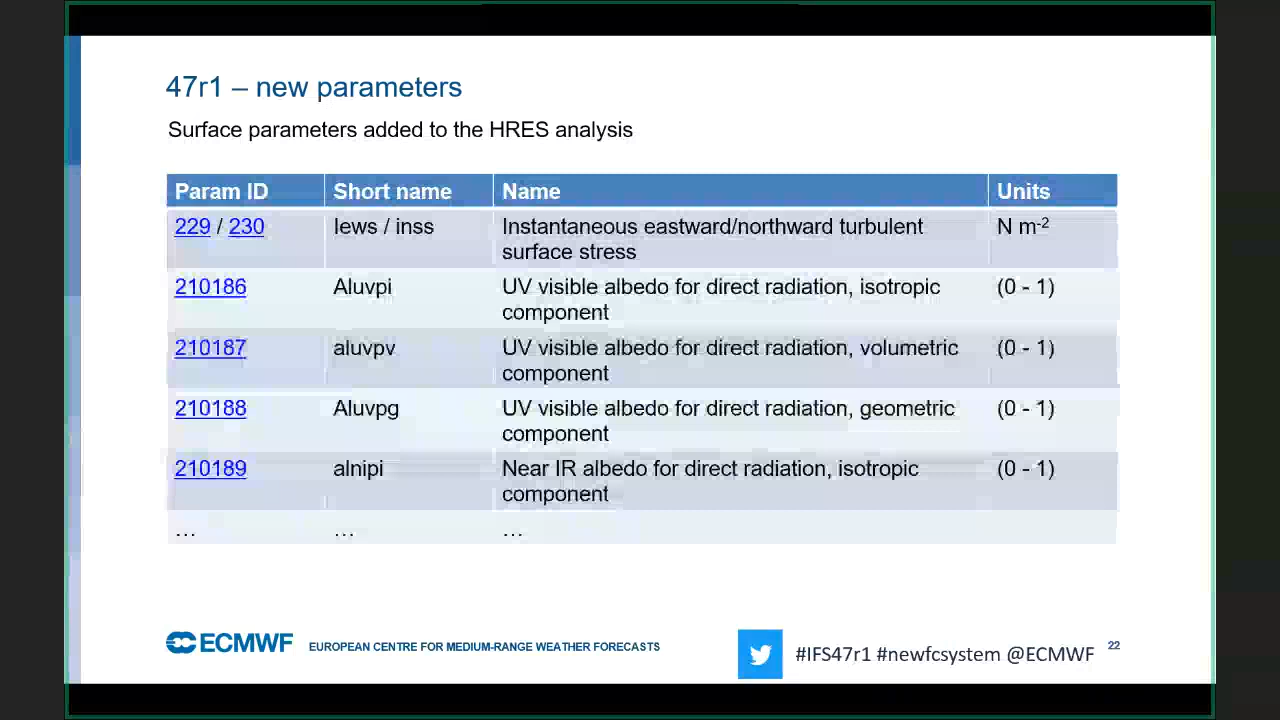 47r1 – new parameters
Surface parameters added to the HRES analysis
Param ID Short name Name Units
229 / 230 Iews / inss Instantaneous eastward/northward turbulent surface stress N m-2
210186 Aluvpi UV visible albedo for direct radiation, isotropic component (0 - 1)
210187 aluvpv UV visible albedo for direct radiation, volumetric component (0 - 1)
210188 Aluvpg UV visible albedo for direct radiation, geometric component (0 - 1)
210189 alnipi Near IR albedo for direct radiation, isotropic component (0 - 1)
… … …
ECMWF EUROPEAN CENTRE FOR MEDIUM-RANGE WEATHER FORECASTS
#IFS47r1 #newfcsystem @ECMWF 22